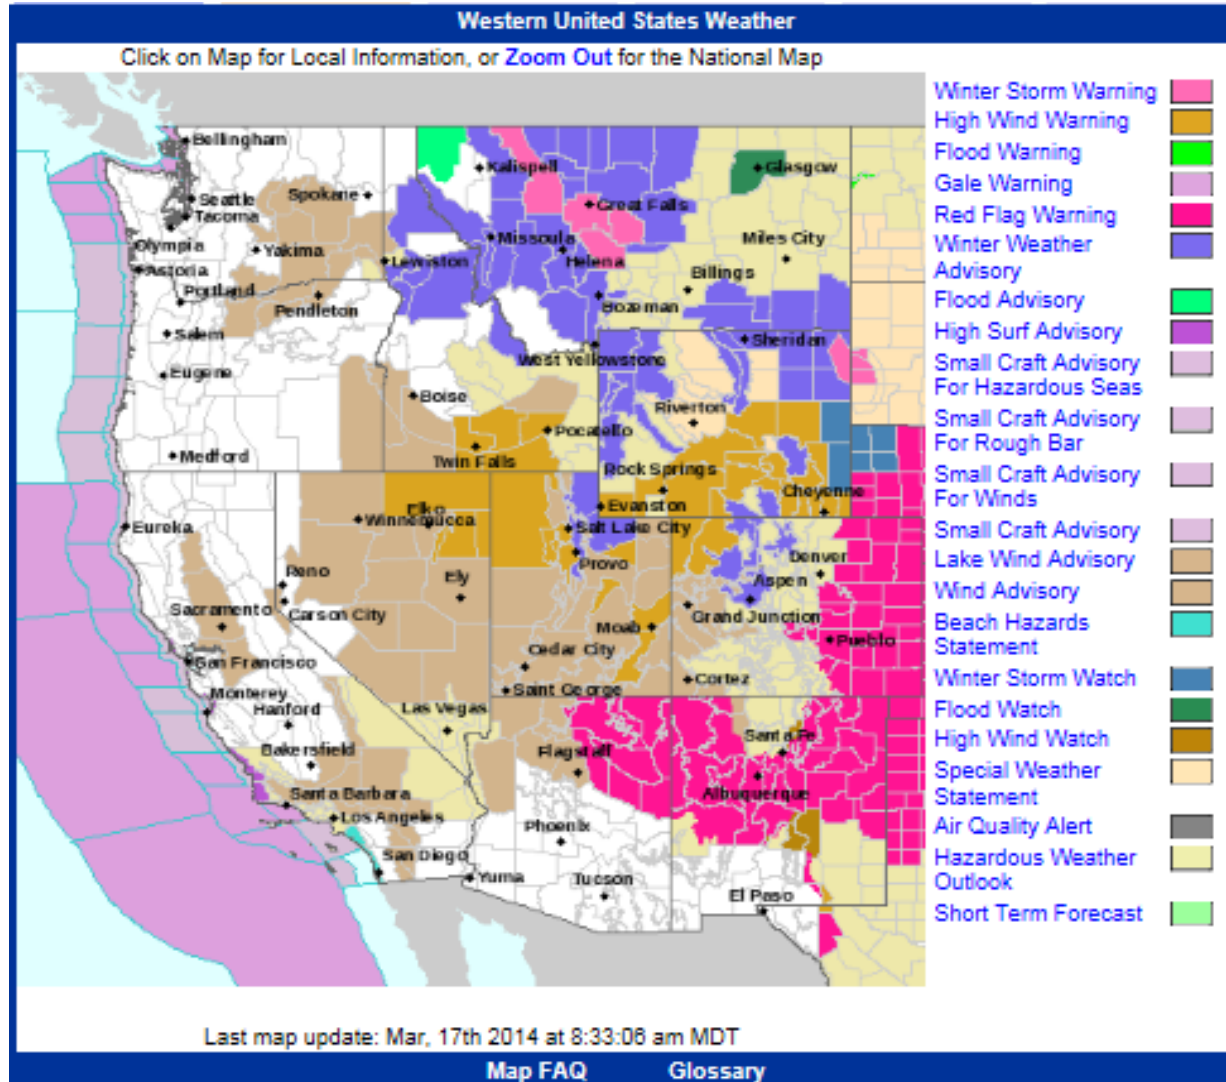 Western United States Weather
Click on Map for Local Information, or Zoom Out for the National Map
Bellingham
Kalispell
Glasgow
Spokane
Seattle
Tacoma
Great Falls
Olympia
Yakima
Missoula
Miles City
Astoria
Lewiston
Helena
Billings
Portland
Pendleton
Bozeman
Salem
Sheridan
West Yellowstone
Eugene
Boise
Riverton
Pocatello
Medford
Twin Falls
Rock Springs
Cheyenne
Elko
Evanston
Eureka
Winnemucca
Salt Lake City
Provo
Denver
Reno
Ely
Aspen
Sacramento
Carson City
Grand Junction
Moab
Pueblo
San Francisco
Cedar City
Cortez
Monterey
Saint George
Hanford
Las Vegas
Santa Fe
Bakersfield
Flagstaff
Santa Barbara
Albuquerque
Los Angeles
Phoenix
San Diego
Yuma
Tucson
El Paso
Winter Storm Warning
High Wind Warning
Flood Warning
Gale Warning
Red Flag Warning
Winter Weather
Advisory
Flood Advisory
High Surf Advisory
Small Craft Advisory
For Hazardous Seas
Small Craft Advisory
For Rough Bar
Small Craft Advisory
For Winds
Small Craft Advisory
Lake Wind Advisory
Wind Advisory
Beach Hazards
Statement
Winter Storm Watch
Flood Watch
High Wind Watch
Special Weather
Statement
Air Quality Alert
Hazardous Weather
Outlook
Short Term Forecast
Last map update: Mar, 17th 2014 at 8:33:06 am MDT
Map FAQ Glossary